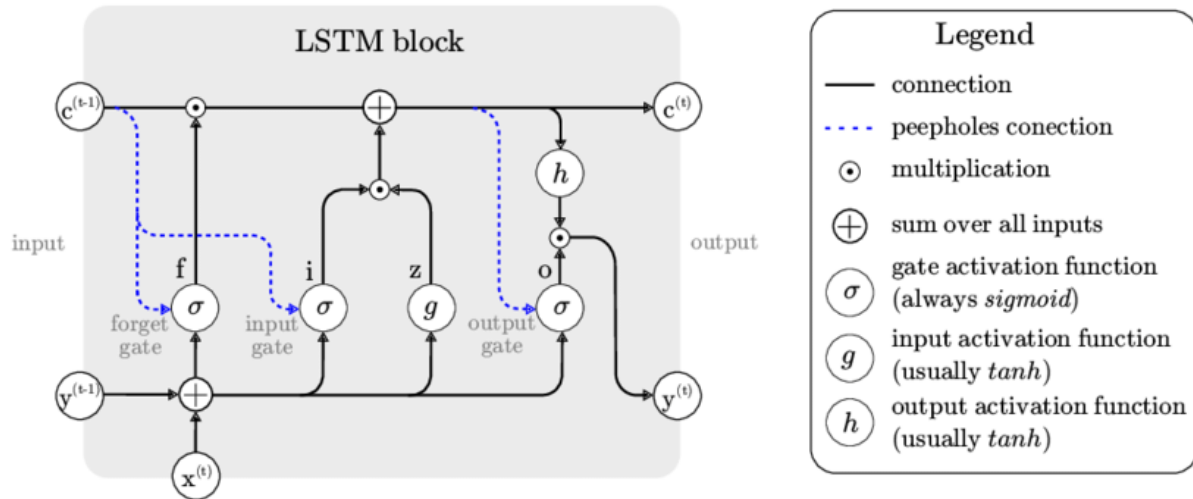 LSTM block
c(t-1)
c(t)
h
input
output
f
i
z
o
σ
σ
g
σ
forget
gate
input
gate
output
gate
y(t-1)
y(t)
x(t)
Legend
connection
peepholes conection
multiplication
sum over all inputs
σ
gate activation function
(always sigmoid)
g
input activation function
(usually tanh)
h
output activation function
(usually tanh)